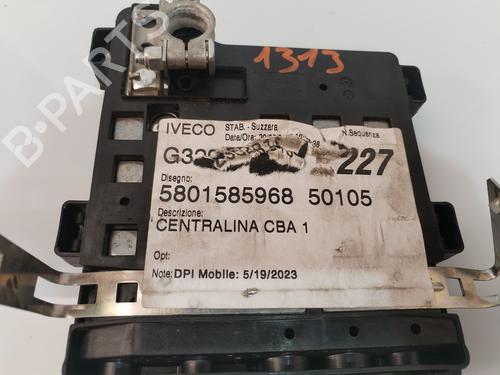 1313
IVECO STAB. - Suzzara N.Sequenza
Data/Ora:
227
Disegno:
5801585968 50105
Descrizione:
CENTRALINA CBA 1
Opt:
Note: DPI Mobile: 5/19/2023
B-PARTS